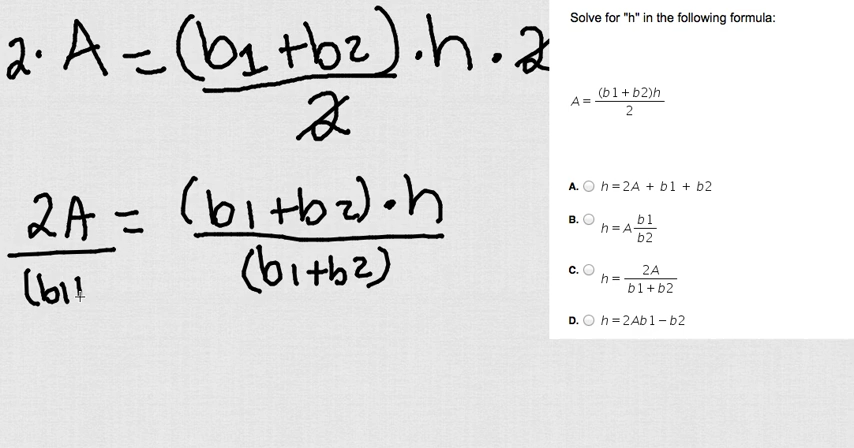 2 · A = (b1 + b2) · h · 2
2
2A = (b1 + b2) · h
(b1 (b1 + b2)
Solve for "h" in the following formula:
A = (b1 + b2)h
2
A. h = 2A + b1 + b2
B. h = A b1
b2
C. h = 2A
b1 + b2
D. h = 2Ab1 – b2